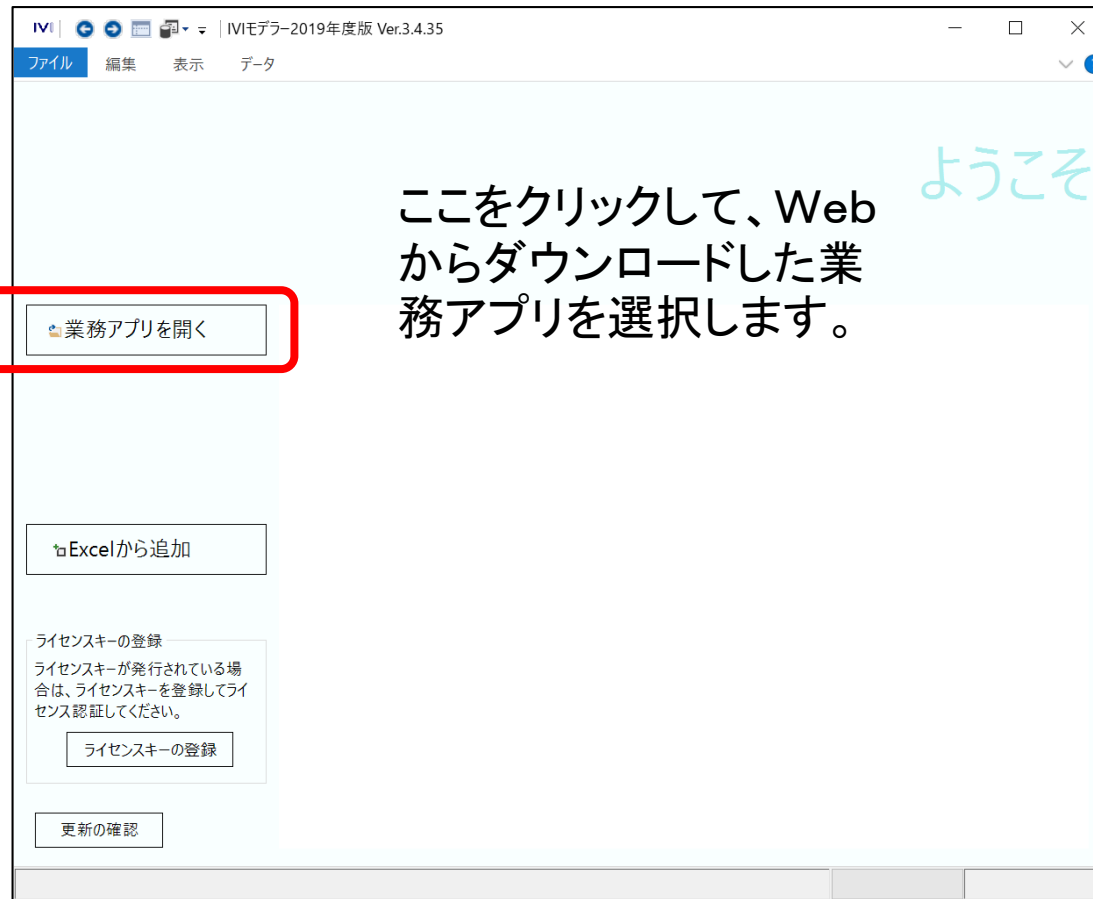 IVI IVIモデラー2019年度版 Ver.3.4.35
ファイル 編集 表示 データ
ようこそ
ここをクリックして、Web
からダウンロードした業
務アプリを選択します。
業務アプリを開く
Excelから追加
ライセンスキーの登録
ライセンスキーが発行されている場
合は、ライセンスキーを登録してライ
センス認証してください。
ライセンスキーの登録
更新の確認